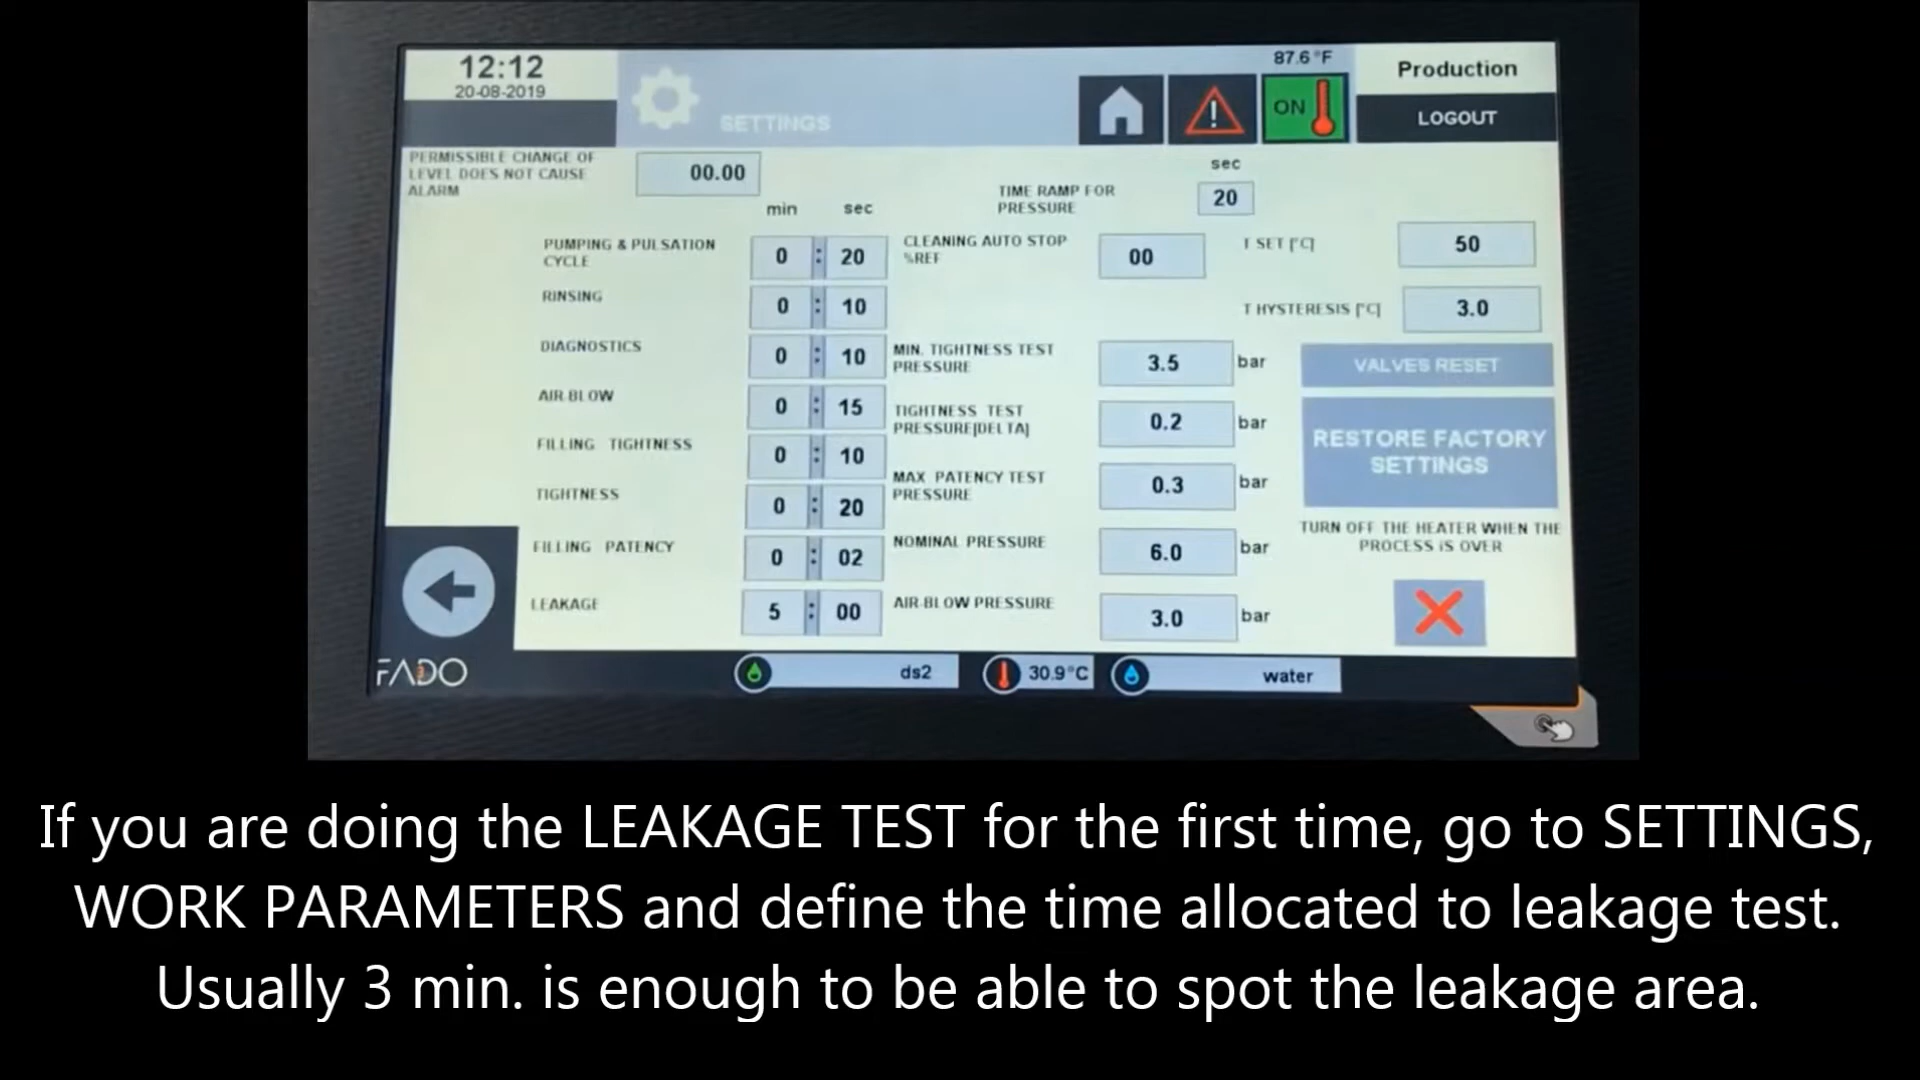 12:12
20-08-2019
SETTINGS
87.6 °F
ON
Production
LOGOUT
PERMISSIBLE CHANGE OF
LEVEL DOES NOT CAUSE
ALARM
00.00
min sec
PUMPING & PULSATION
CYCLE
0 : 20
RINSING
0 : 10
DIAGNOSTICS
0 : 10
AIR-BLOW
0 : 15
FILLING TIGHTNESS
0 : 10
TIGHTNESS
0 : 20
FILLING PATENCY
0 : 02
LEAKAGE
5 : 00
sec
TIME RAMP FOR
PRESSURE
20
CLEANING AUTO STOP
%REF
00
MIN. TIGHTNESS TEST
PRESSURE
3.5 bar
TIGHTNESS TEST
PRESSURE[DELTA]
0.2 bar
MAX PATENCY TEST
PRESSURE
0.3 bar
NOMINAL PRESSURE
6.0 bar
AIR-BLOW PRESSURE
3.0 bar
T SET [°C]
50
T HYSTERESIS [°C]
3.0
VALVES RESET
RESTORE FACTORY
SETTINGS
TURN OFF THE HEATER WHEN THE
PROCESS iS OVER
FADO
ds2
30.9°C
water
If you are doing the LEAKAGE TEST for the first time, go to SETTINGS,
WORK PARAMETERS and define the time allocated to leakage test.
Usually 3 min. is enough to be able to spot the leakage area.